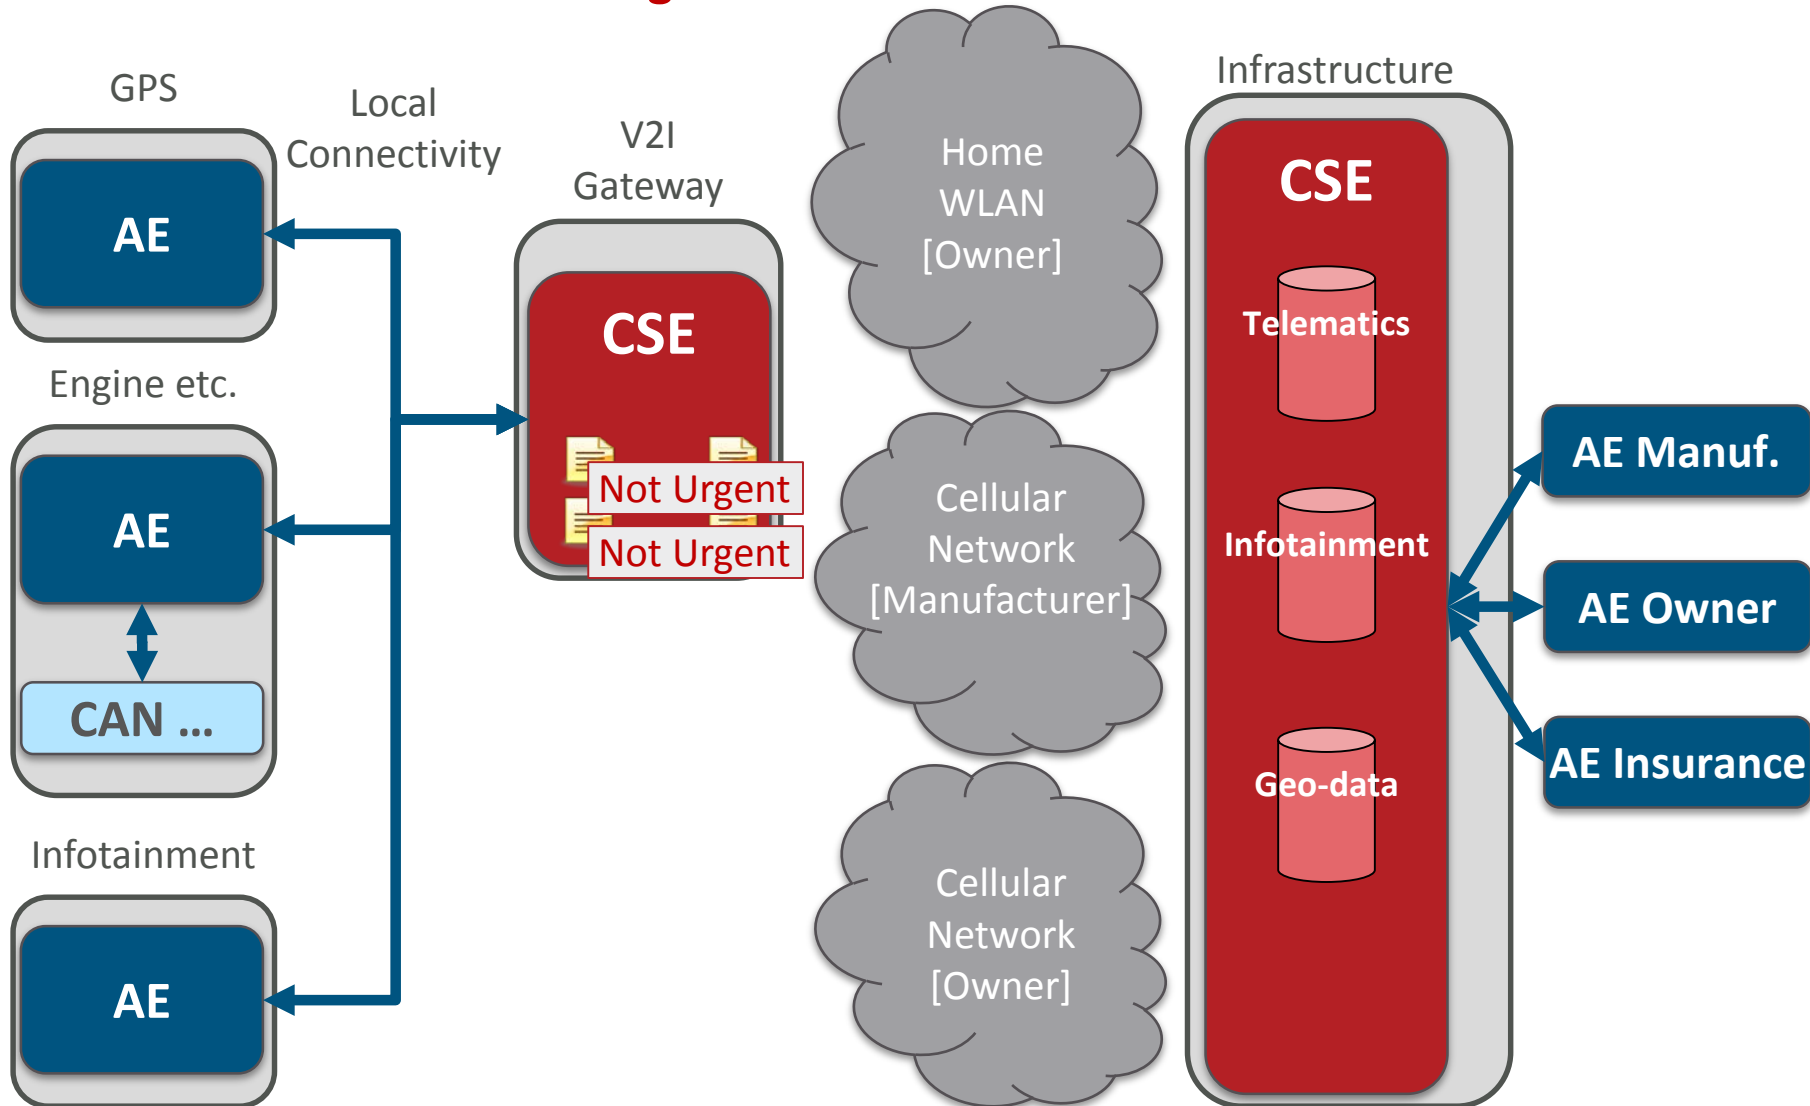 GPS
AE
Engine etc.
AE
CAN ...
Infotainment
AE
Local
Connectivity
V2I
Gateway
CSE
Not Urgent
Not Urgent
Home
WLAN
[Owner]
Cellular
Network
[Manufacturer]
Cellular
Network
[Owner]
Infrastructure
CSE
Telematics
Infotainment
Geo-data
AE Manuf.
AE Owner
AE Insurance